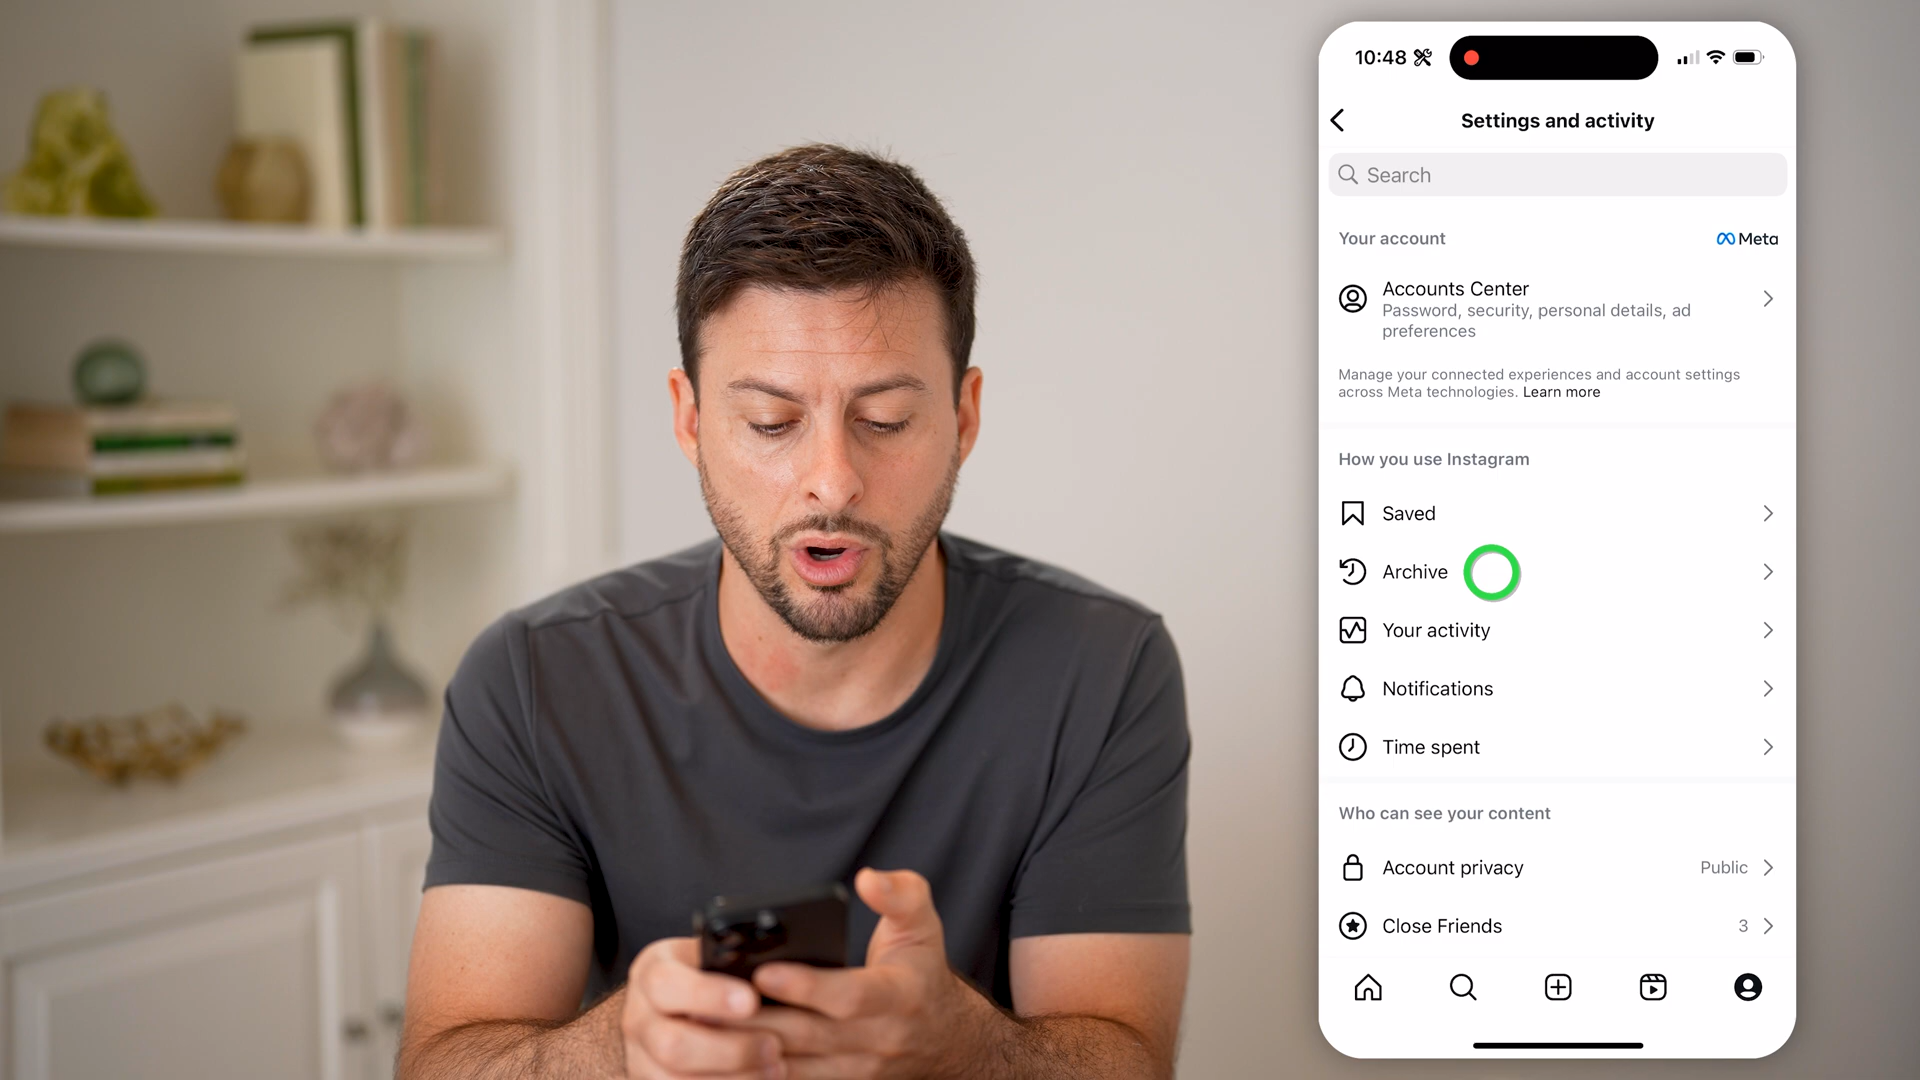 10:48
Settings and activity
Search
Your account
Meta
Accounts Center
Password, security, personal details, ad
preferences
Manage your connected experiences and account settings
across Meta technologies. Learn more
How you use Instagram
Saved
Archive
Your activity
Notifications
Time spent
Who can see your content
Account privacy
Public
Close Friends
3